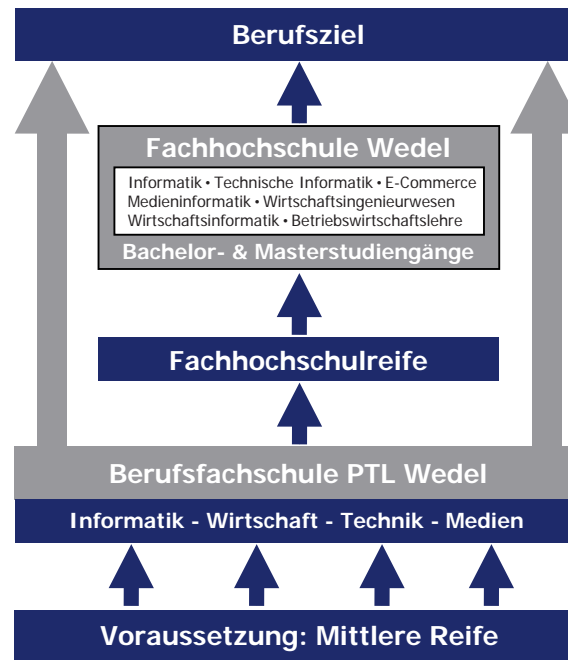 Berufsziel
Fachhochschule Wedel
Informatik • Technische Informatik • E-Commerce
Medieninformatik • Wirtschaftsingenieurwesen
Wirtschaftsinformatik • Betriebswirtschaftslehre
Bachelor- & Masterstudiengänge
Fachhochschulreife
Berufsfachschule PTL Wedel
Informatik - Wirtschaft - Technik - Medien
Voraussetzung: Mittlere Reife